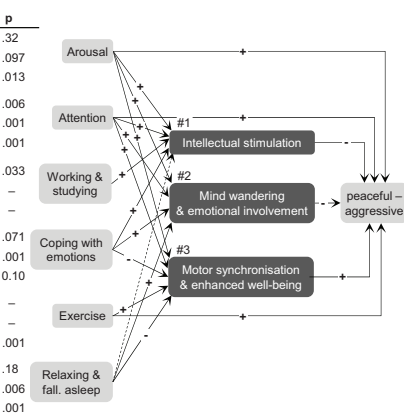 p
.32
.097
.013
.006
.001
.001
.033
–
–
.071
.001
0.10
–
–
.001
.18
.006
.001
Arousal
Attention
Working &
studying
Coping with
emotions
Exercise
Relaxing &
fall. asleep
#1
Intellectual stimulation
#2
Mind wandering
& emotional involvement
#3
Motor synchronisation
& enhanced well-being
peaceful –
aggressive